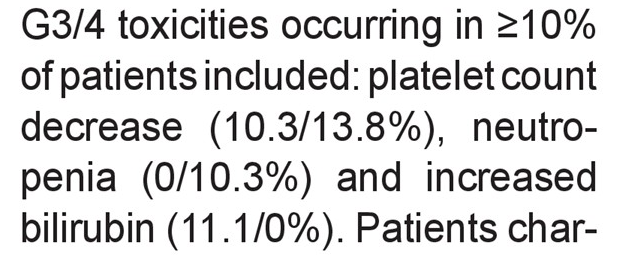 G3/4 toxicities occurring in ≥10%
of patients included: platelet count
decrease (10.3/13.8%), neutro-
penia (0/10.3%) and increased
bilirubin (11.1/0%). Patients char-